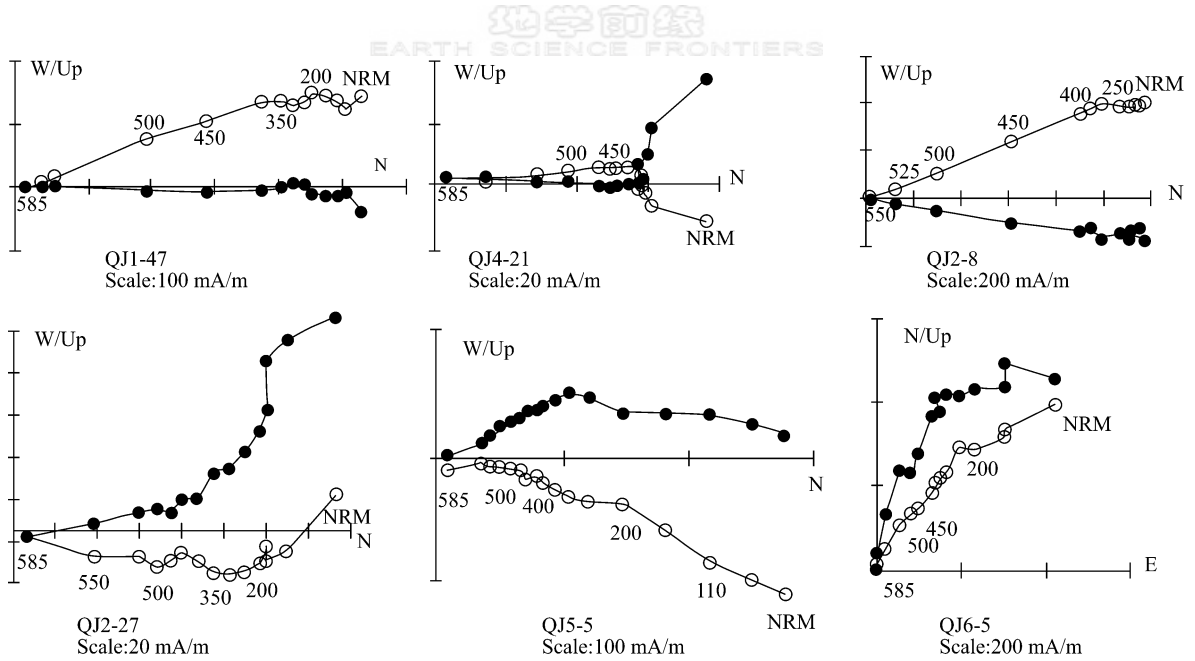 地学前缘
EARTH SCIENCE FRONTIERS
W/Up
200
NRM
500
450
350
N
585
QJ1-47
Scale:100 mA/m
W/Up
500
450
N
585
NRM
QJ4-21
Scale:20 mA/m
W/Up
400
250
NRM
450
500
525
N
550
QJ2-8
Scale:200 mA/m
W/Up
NRM
N
585
550
500
350
200
QJ2-27
Scale:20 mA/m
W/Up
N
585
500
400
200
110
NRM
QJ5-5
Scale:100 mA/m
N/Up
NRM
200
450
500
E
585
QJ6-5
Scale:200 mA/m